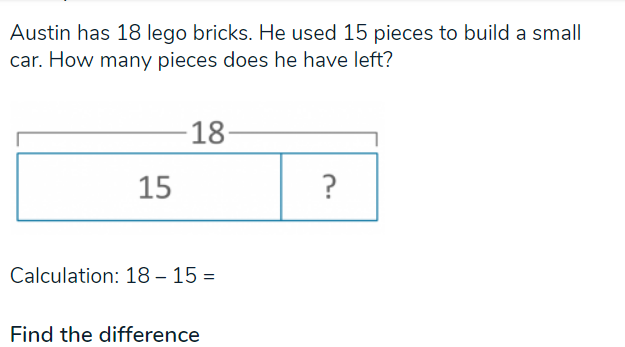 Austin has 18 lego bricks. He used 15 pieces to build a small
car. How many pieces does he have left?
18
15 ?
Calculation: 18 – 15 =
Find the difference